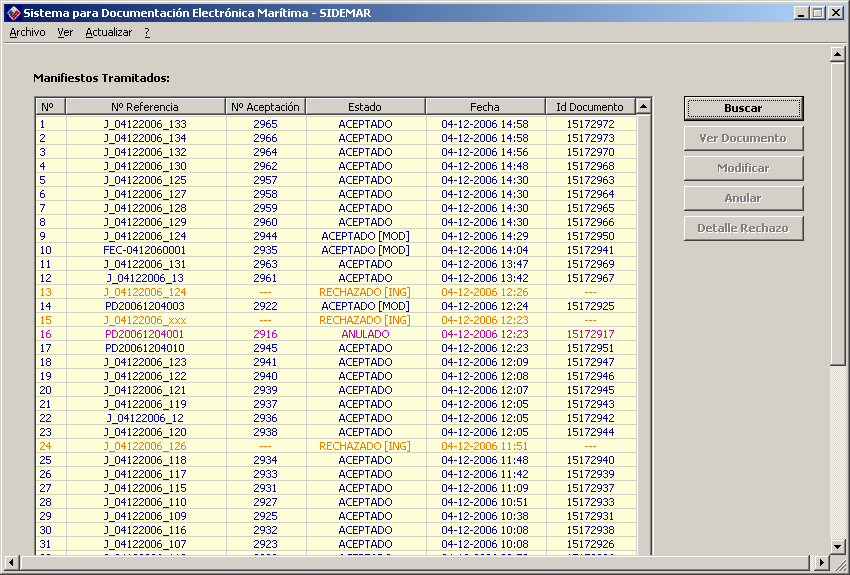 Sistema para Documentación Electrónica Marítima - SIDEMAR
Archivo Ver Actualizar ?
Manifiestos Tramitados:
Nº Nº Referencia Nº Aceptación Estado Fecha Id Documento
1 J_04122006_133 2965 ACEPTADO 04-12-2006 14:58 15172972
2 J_04122006_134 2966 ACEPTADO 04-12-2006 14:58 15172973
3 J_04122006_132 2964 ACEPTADO 04-12-2006 14:56 15172970
4 J_04122006_130 2962 ACEPTADO 04-12-2006 14:48 15172968
5 J_04122006_125 2957 ACEPTADO 04-12-2006 14:30 15172963
6 J_04122006_127 2958 ACEPTADO 04-12-2006 14:30 15172964
7 J_04122006_128 2959 ACEPTADO 04-12-2006 14:30 15172965
8 J_04122006_129 2960 ACEPTADO 04-12-2006 14:30 15172966
9 J_04122006_124 2944 ACEPTADO [MOD] 04-12-2006 14:29 15172950
10 FEC-0412060001 2935 ACEPTADO [MOD] 04-12-2006 14:04 15172941
11 J_04122006_131 2963 ACEPTADO 04-12-2006 13:47 15172969
12 J_04122006_13 2961 ACEPTADO 04-12-2006 13:42 15172967
13 J_04122006_124 --- RECHAZADO [ING] 04-12-2006 12:26 ---
14 PD20061204003 2922 ACEPTADO [MOD] 04-12-2006 12:24 15172925
15 J_04122006_xxx --- RECHAZADO [ING] 04-12-2006 12:23 ---
16 PD20061204001 2916 ANULADO 04-12-2006 12:23 15172917
17 PD20061204010 2945 ACEPTADO 04-12-2006 12:23 15172951
18 J_04122006_123 2941 ACEPTADO 04-12-2006 12:09 15172947
19 J_04122006_122 2940 ACEPTADO 04-12-2006 12:08 15172946
20 J_04122006_121 2939 ACEPTADO 04-12-2006 12:07 15172945
21 J_04122006_119 2937 ACEPTADO 04-12-2006 12:05 15172943
22 J_04122006_12 2936 ACEPTADO 04-12-2006 12:05 15172942
23 J_04122006_120 2938 ACEPTADO 04-12-2006 12:05 15172944
24 J_04122006_126 --- RECHAZADO [ING] 04-12-2006 11:51 ---
25 J_04122006_118 2934 ACEPTADO 04-12-2006 11:48 15172940
26 J_04122006_117 2933 ACEPTADO 04-12-2006 11:42 15172939
27 J_04122006_115 2931 ACEPTADO 04-12-2006 11:09 15172937
28 J_04122006_110 2927 ACEPTADO 04-12-2006 10:51 15172933
29 J_04122006_109 2925 ACEPTADO 04-12-2006 10:38 15172931
30 J_04122006_116 2932 ACEPTADO 04-12-2006 10:08 15172938
31 J_04122006_107 2923 ACEPTADO 04-12-2006 10:08 15172926
Buscar
Ver Documento
Modificar
Anular
Detalle Rechazo